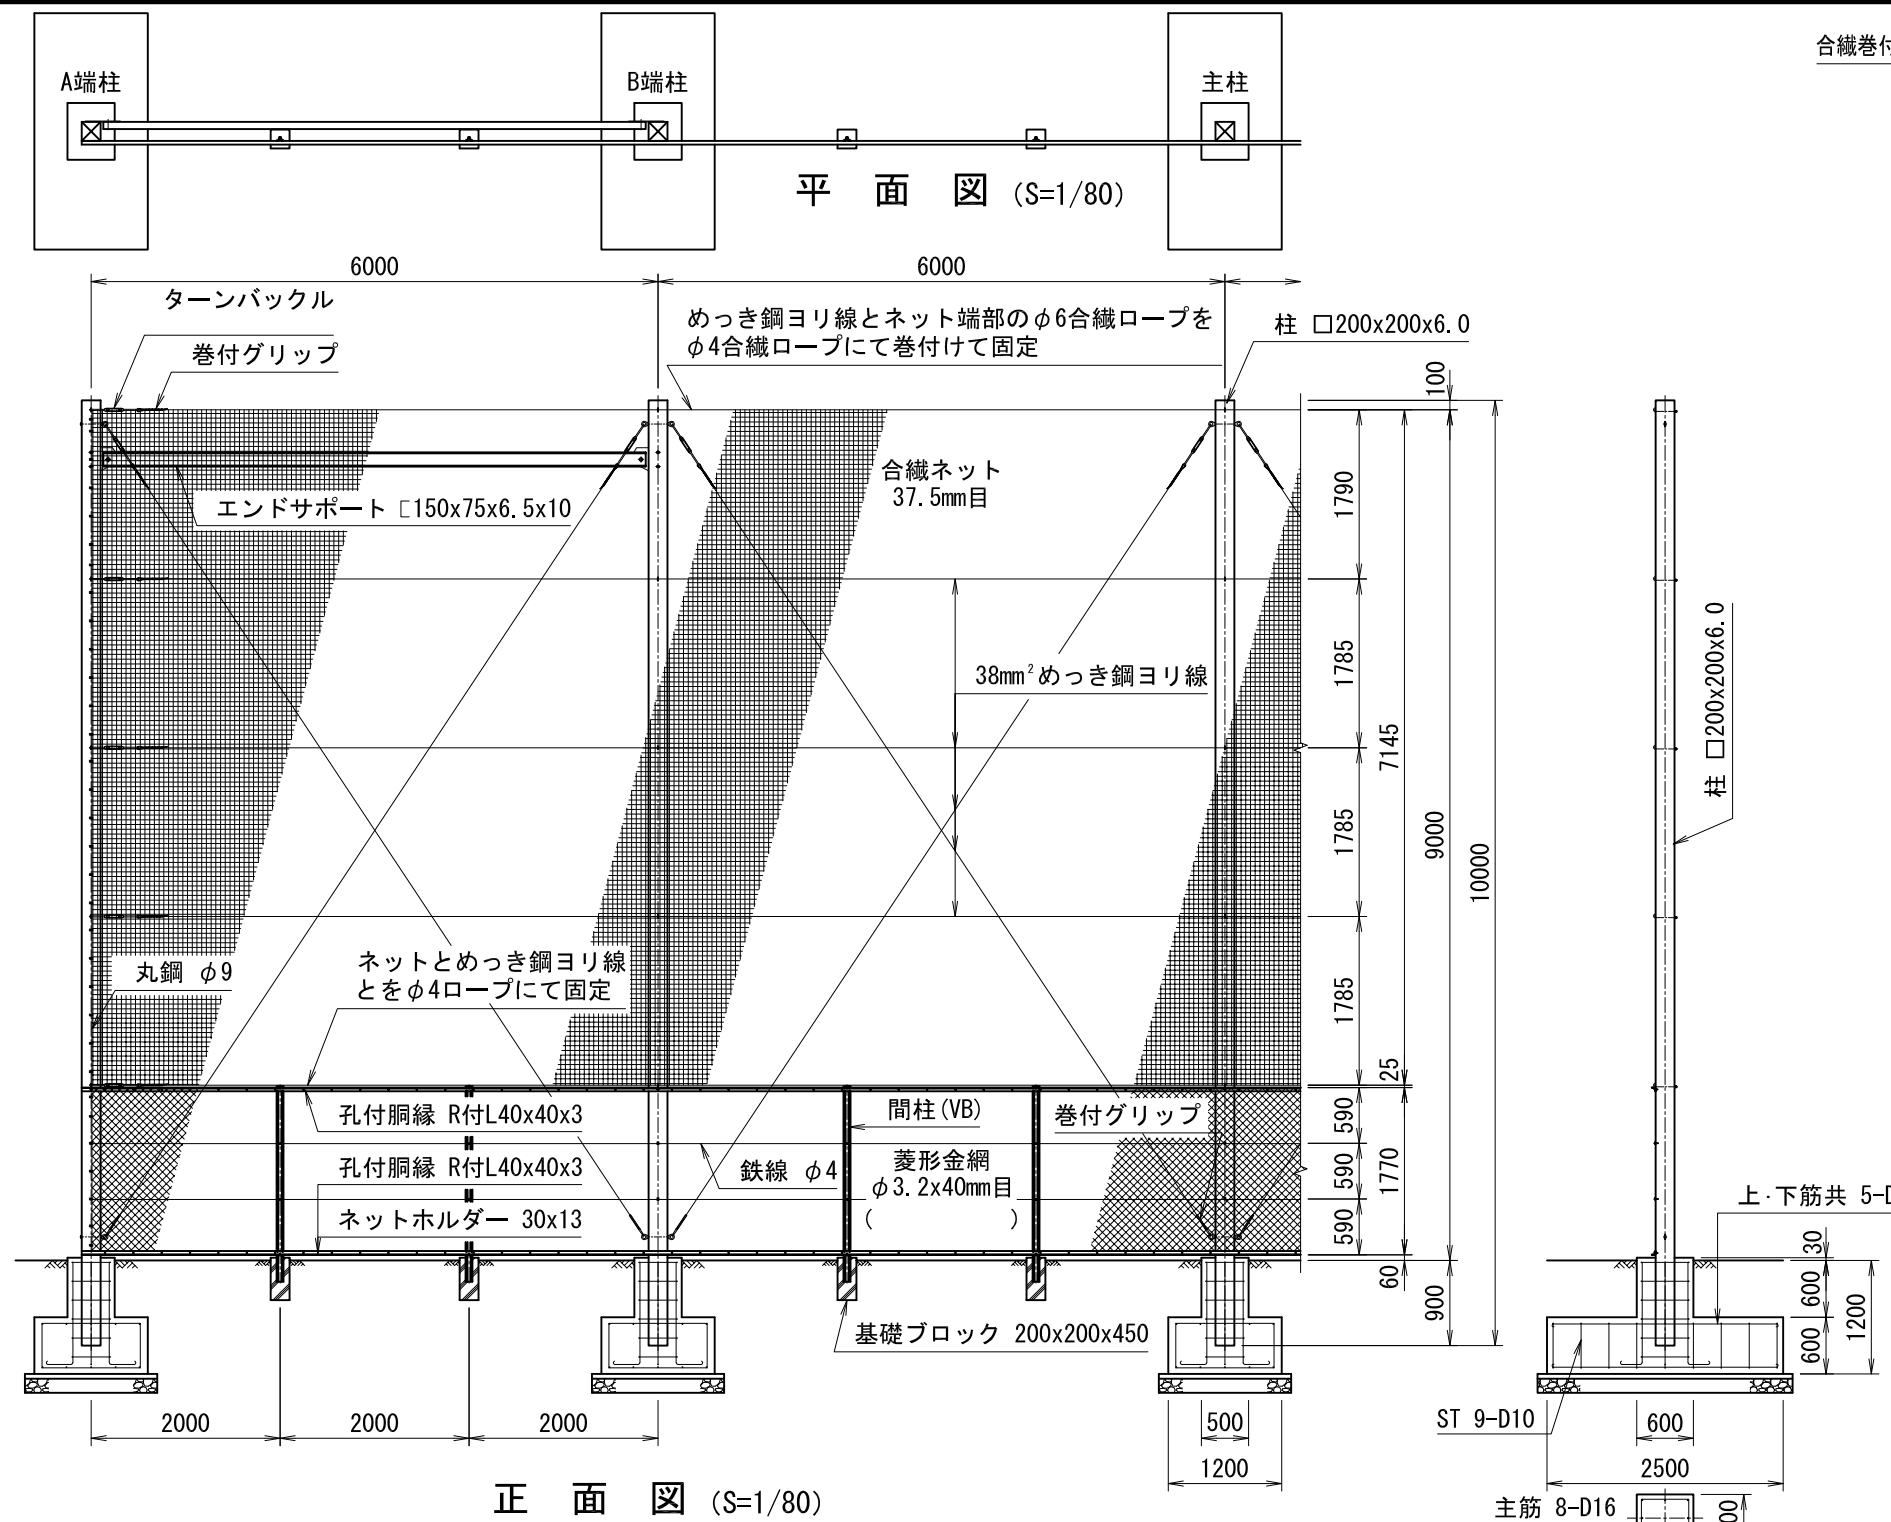 合繊巻付
A端柱
B端柱
主柱
平 面 図 (S=1/80)
6000
6000
ターンバックル
巻付グリップ
めっき鋼ヨリ線とネット端部のφ6合繊ロープを
φ4合繊ロープにて巻付けて固定
柱 □200x200x6.0
100
合繊ネット
37.5mm目
エンドサポート [150x75x6.5x10
1790
38mm²めっき鋼ヨリ線
1785
7145
柱 □200x200x6.0
1785
9000
10000
ネットとめっき鋼ヨリ線
とをφ4ロープにて固定
丸鋼 φ9
1785
25
孔付胴縁 R付L40x40x3
間柱(VB)
巻付グリップ
590
孔付胴縁 R付L40x40x3
鉄線 φ4
菱形金網
φ3.2x40mm目
( )
590
1770
ネットホルダー 30x13
590
上・下筋共 5-D
30
60
600
900
1200
600
基礎ブロック 200x200x450
2000
2000
2000
500
1200
ST 9-D10
600
2500
正 面 図 (S=1/80)
主筋 8-D16
00